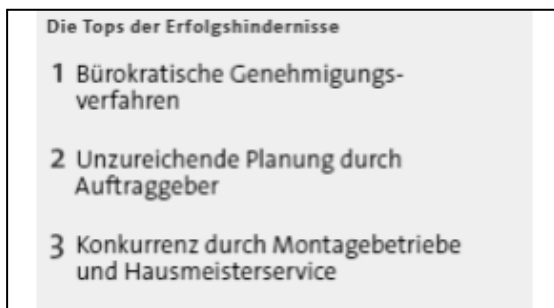 Die Tops der Erfolgshindernisse
1 Bürokratische Genehmigungs-
verfahren
2 Unzureichende Planung durch
Auftraggeber
3 Konkurrenz durch Montagebetriebe
und Hausmeisterservice